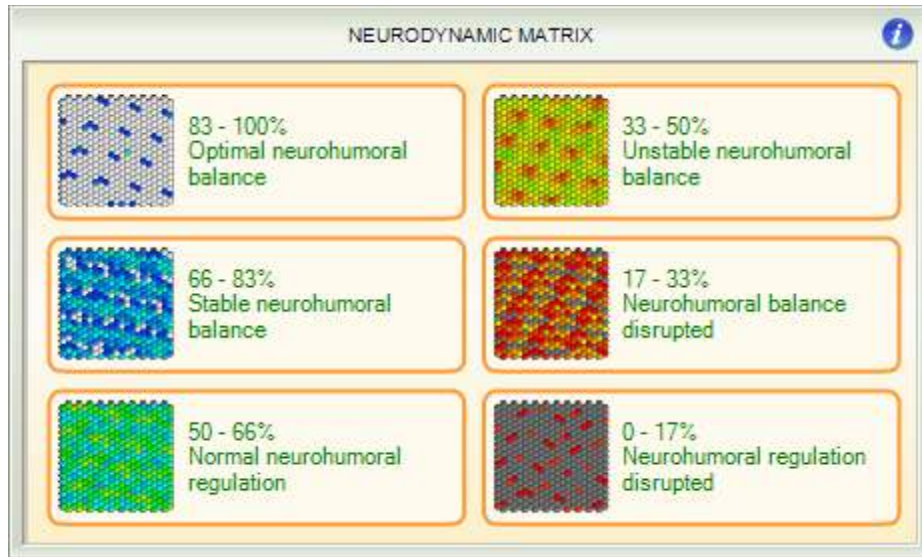 NEURODYNAMIC MATRIX
i
83 - 100%
Optimal neurohumoral
balance
33 - 50%
Unstable neurohumoral
balance
66 - 83%
Stable neurohumoral
balance
17 - 33%
Neurohumoral balance
disrupted
50 - 66%
Normal neurohumoral
regulation
0 - 17%
Neurohumoral regulation
disrupted